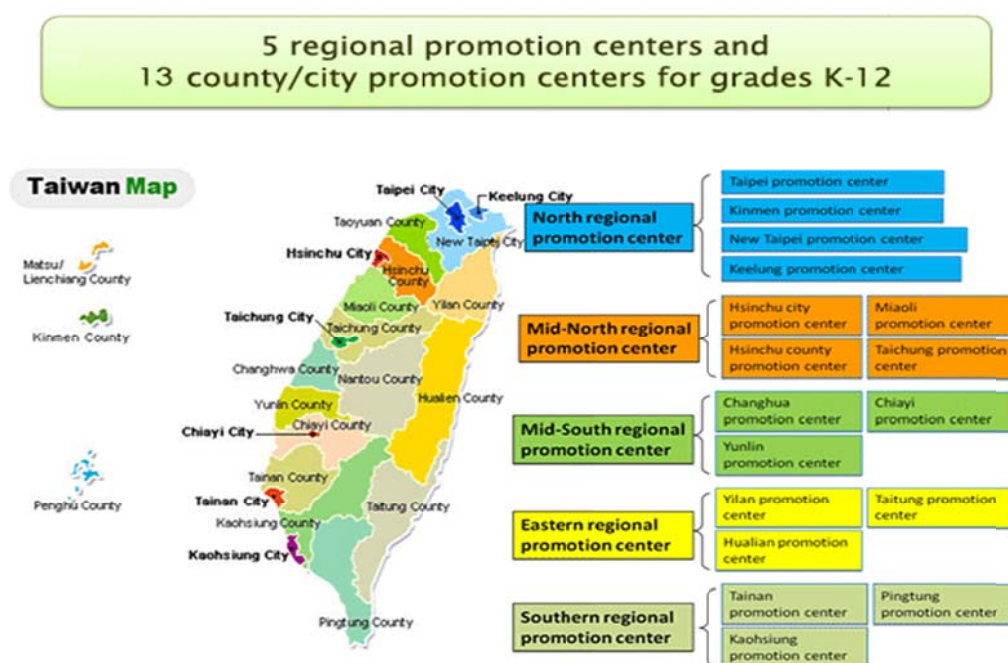 5 regional promotion centers and
13 county/city promotion centers for grades K-12
Taiwan Map
Taipei City
Keelung City
Taoyuan County
New Taipei City
Hsinchu City
Hsinchu
County
Matsu/
Lienchiang County
Miaoli County
Yilan County
Taichung City
Taichung County
Kinmen County
Changhwa County
Nantou County
Hualien County
Yunlin County
Chiayi City
Chiayi County
Tainan County
Tainan City
Penghu County
Taitung County
Kaohsiung County
Kaohsiung City
Pingtung County
North regional
promotion center
Taipei promotion center
Kinmen promotion center
New Taipei promotion center
Keelung promotion center
Mid-North regional
promotion center
Hsinchu city
promotion center
Miaoli
promotion center
Hsinchu county
promotion center
Taichung promotion
center
Mid-South regional
promotion center
Changhua
promotion center
Chiayi
promotion center
Yunlin
promotion center
Eastern regional
promotion center
Yilan promotion
center
Taitung promotion
center
Hualian promotion
center
Southern regional
promotion center
Tainan
promotion center
Pingtung
promotion center
Kaohsiung
promotion center